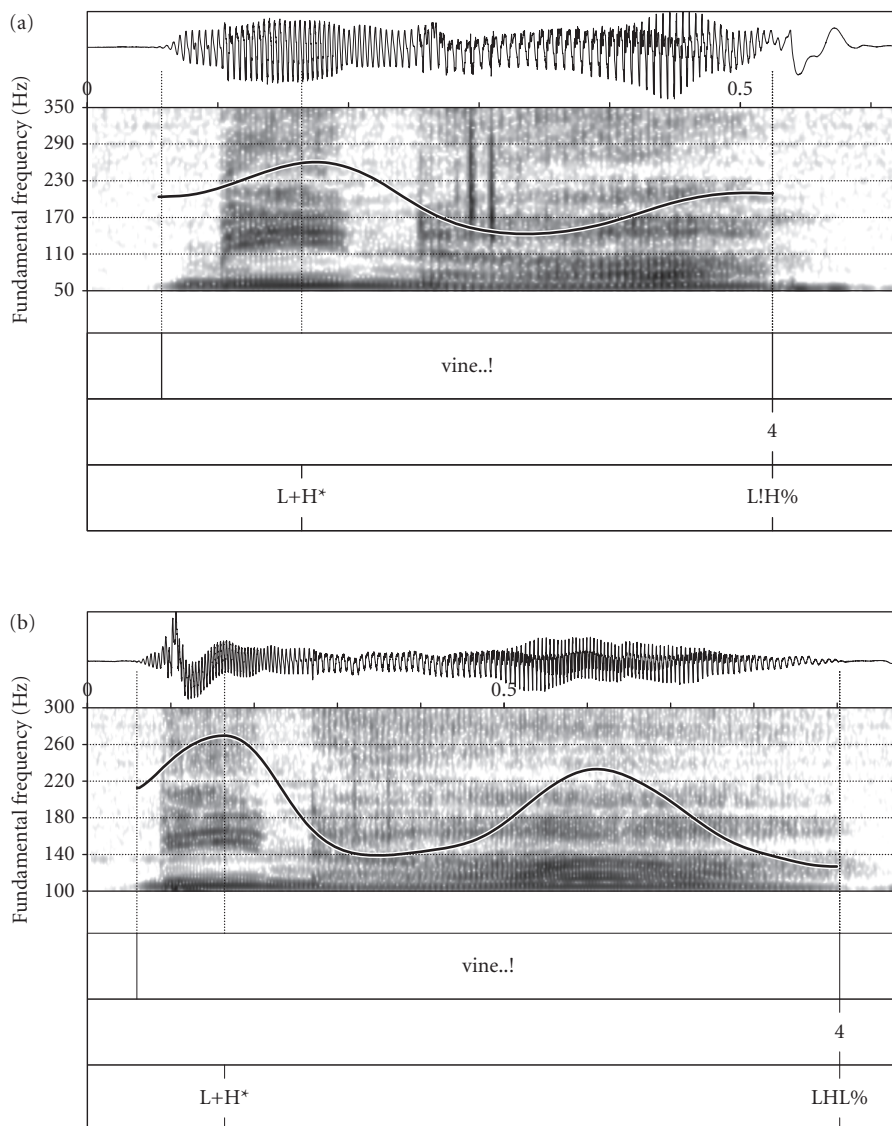 (a)
0 0.5
Fundamental frequency (Hz)
350
290
230
170
110
50
vine..!
4
L+H* L!H%
(b)
0 0.5
Fundamental frequency (Hz)
300
260
220
180
140
100
vine..!
4
L+H* LHL%